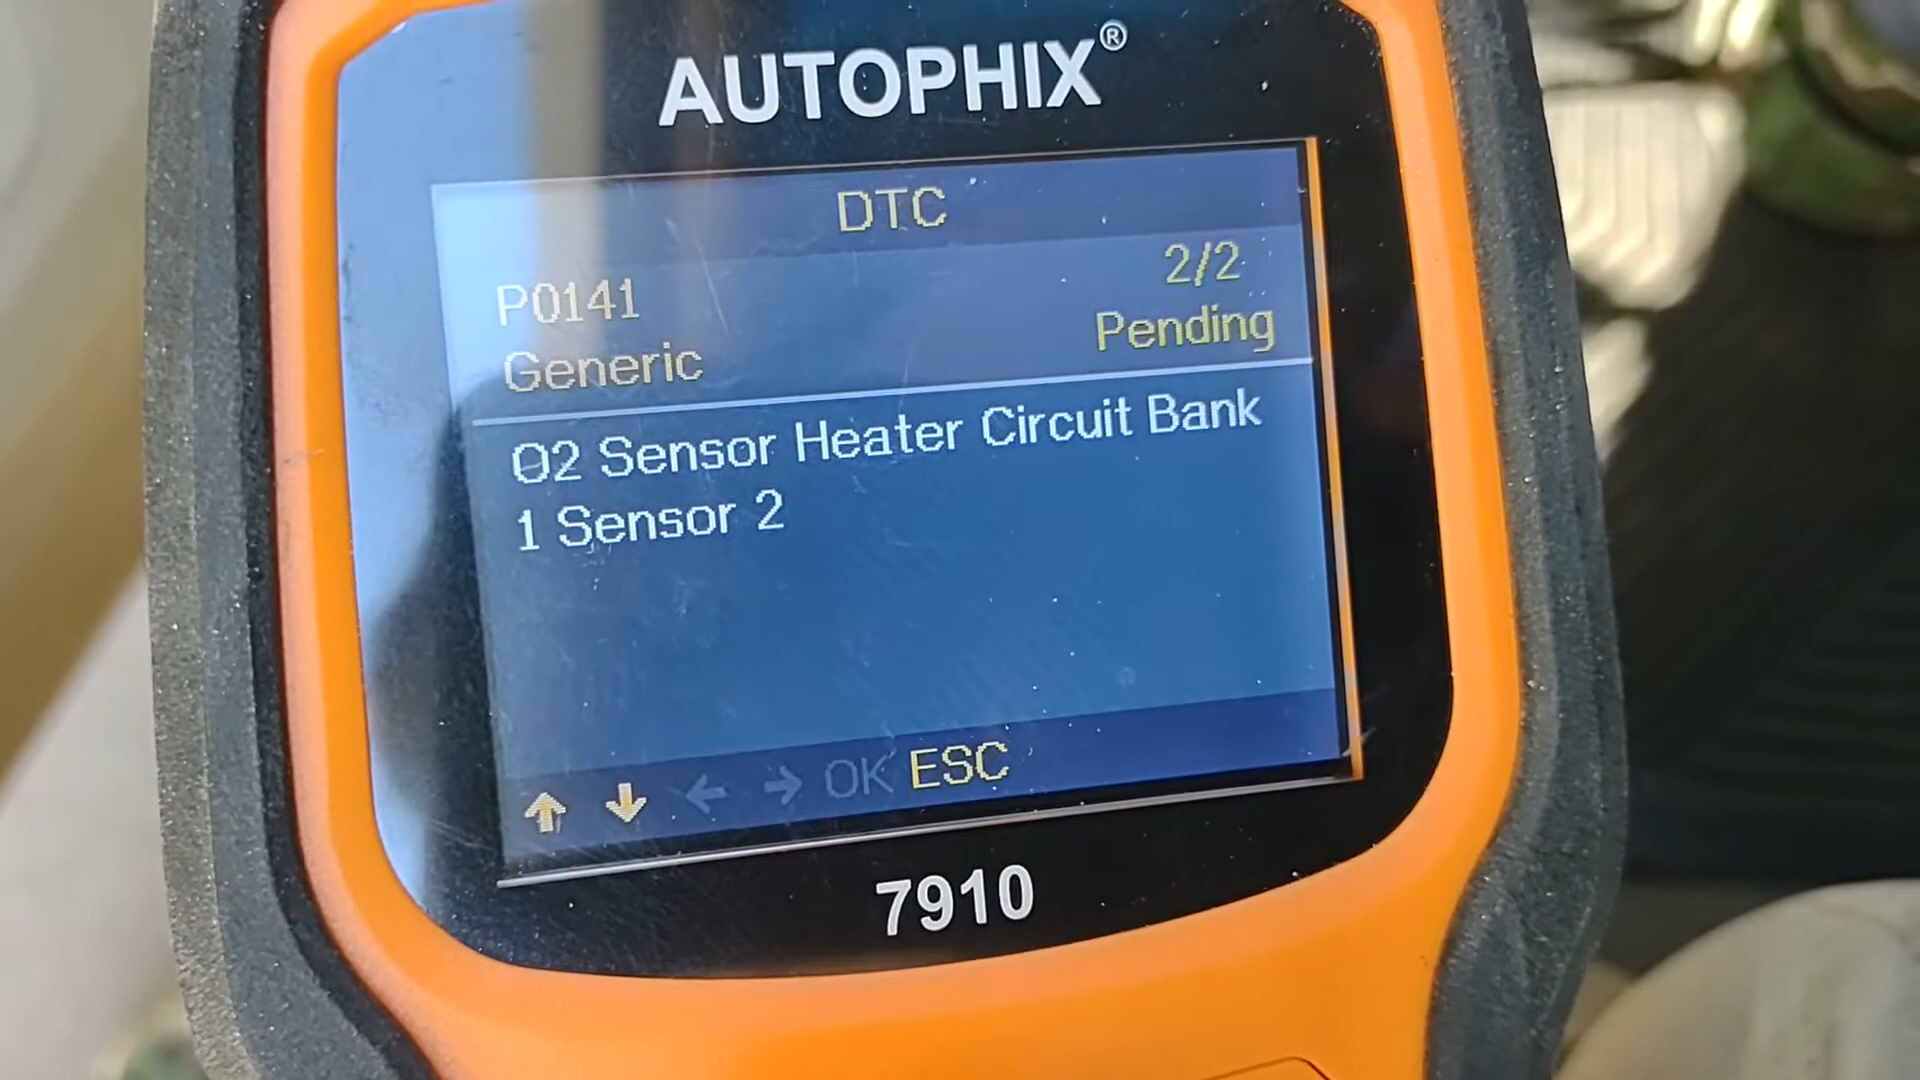 AUTOPHIX®
DTC
P0141 2/2
Generic Pending
O2 Sensor Heater Circuit Bank
1 Sensor 2
↑ ↓ ← → OK ESC
7910